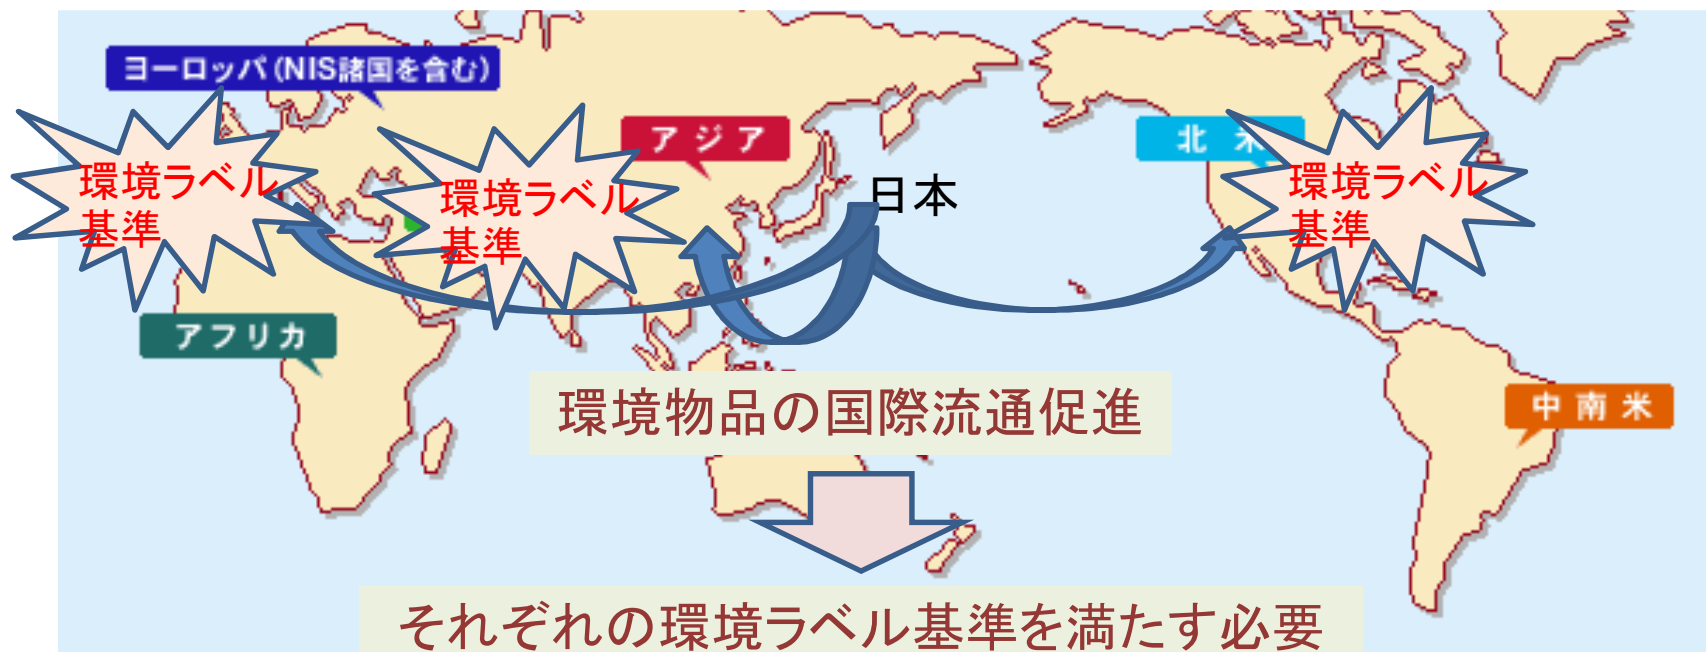 ヨーロッパ(NIS諸国を含む)
アジア
北米
環境ラベル
基準
環境ラベル
基準
日本
環境ラベル
基準
アフリカ
環境物品の国際流通促進
中南米
それぞれの環境ラベル基準を満たす必要